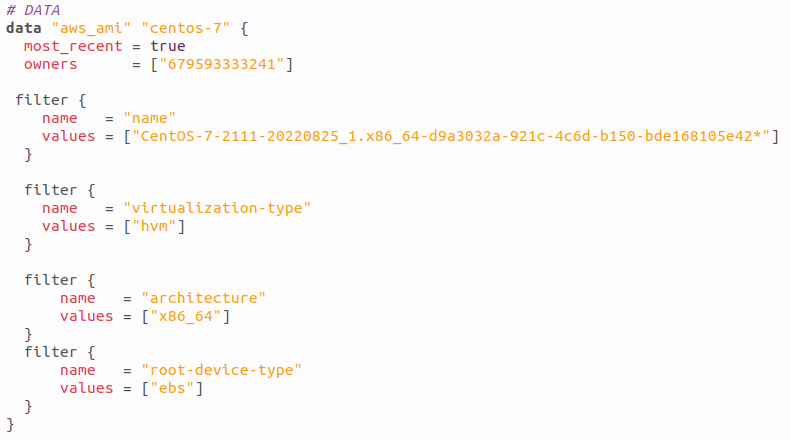 # DATA
data "aws_ami" "centos-7" {
  most_recent = true
  owners      = ["679593333241"]

 filter {
    name   = "name"
    values = ["CentOS-7-2111-20220825_1.x86_64-d9a3032a-921c-4c6d-b150-bde168105e42*"]
  }

  filter {
    name   = "virtualization-type"
    values = ["hvm"]
  }

  filter {
      name   = "architecture"
      values = ["x86_64"]
  }
  filter {
      name   = "root-device-type"
      values = ["ebs"]
  }
}